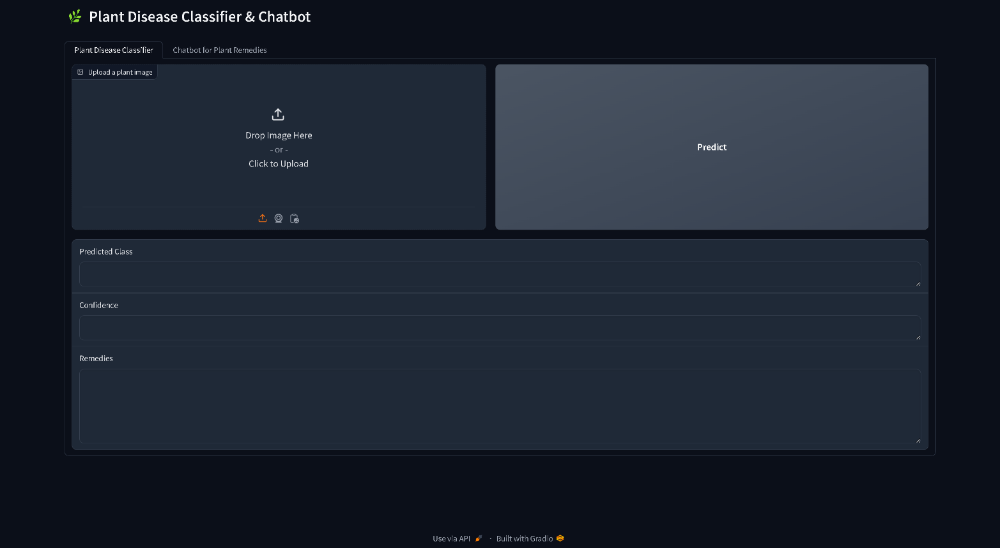 Plant Disease Classifier & Chatbot
Plant Disease Classifier
Chatbot for Plant Remedies
Upload a plant image
Drop Image Here
- or -
Click to Upload
Predict
Predicted Class
Confidence
Remedies
Use via API · Built with Gradio